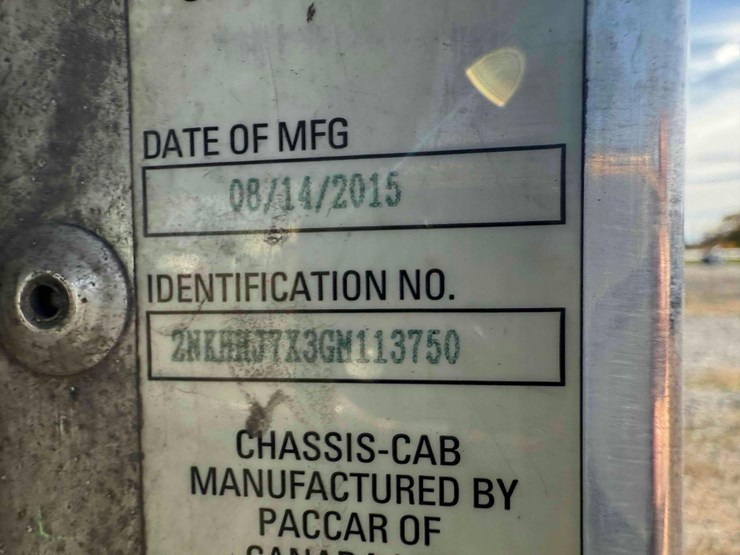 DATE OF MFG
08/14/2015
IDENTIFICATION NO.
2NKHHJ7X3GM113750
CHASSIS-CAB
MANUFACTURED BY
PACCAR OF